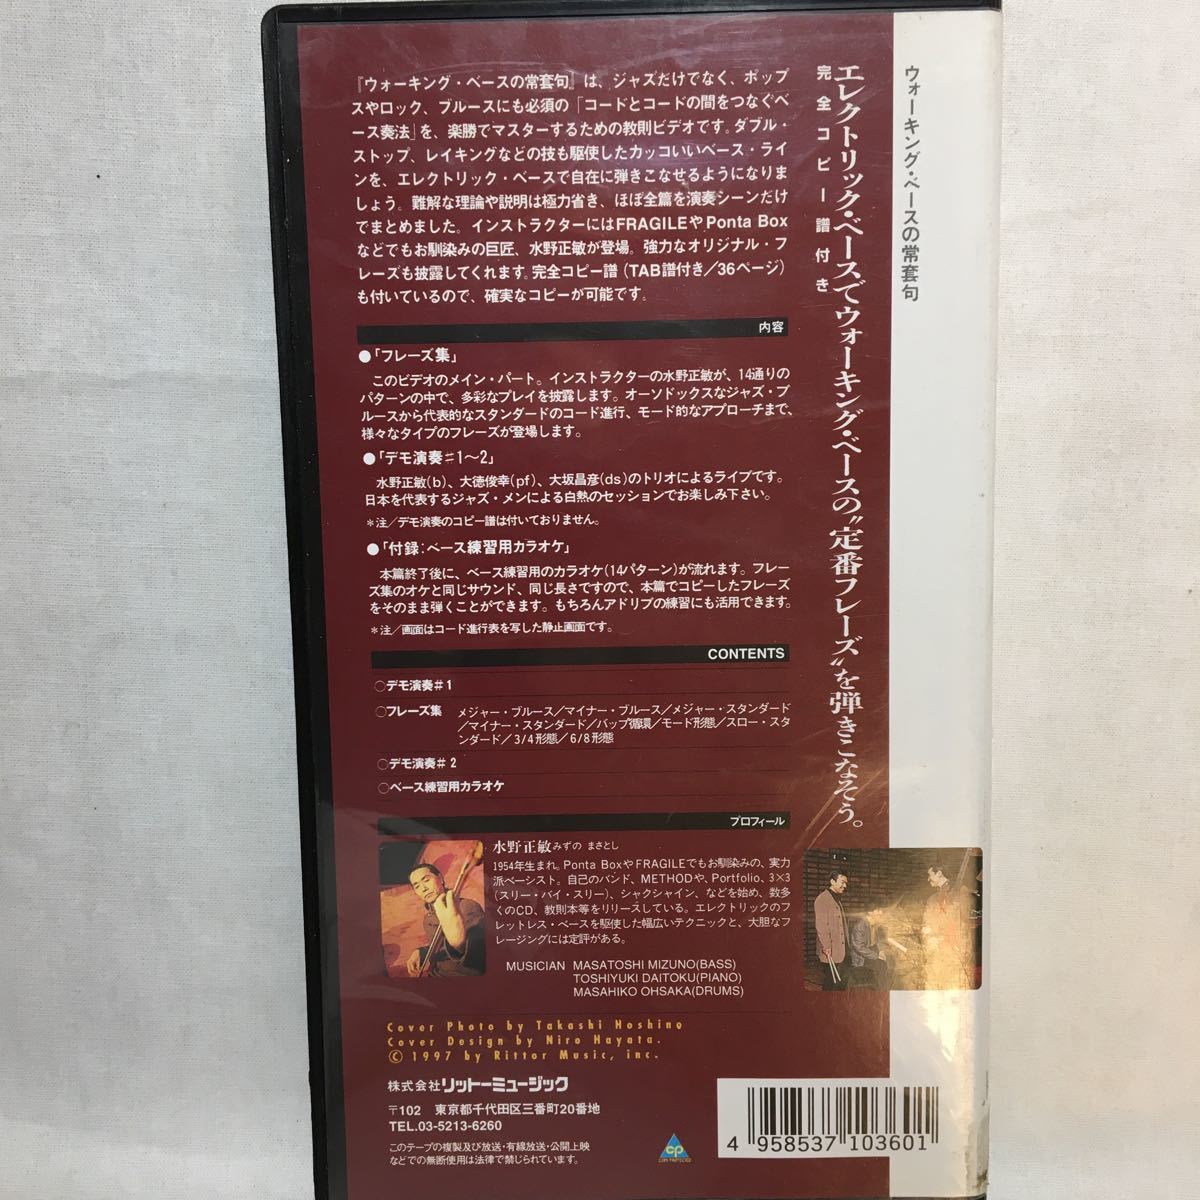 ウォーキング・ベースの常套句
エレクトリック・ベースでウォーキング・ベースの“定番フレーズ”を弾きこなそう。
完全コピー譜付き
『ウォーキング・ベースの常套句』は、ジャズだけでなく、ポップ
スやロック、ブルースにも必須の「コードとコードの間をつなぐベ
ース奏法」を、楽勝でマスターするための教則ビデオです。ダブル・
ストップ、レイキングなどの技も駆使したカッコいいベース・ライ
ンを、エレクトリック・ベースで自在に弾きこなせるようになりま
しょう。難解な理論や説明は極力省き、ほぼ全篇を演奏シーンだけ
でまとめました。インストラクターにはFRAGILEやPonta Box
などでもお馴染みの巨匠、水野正敏が登場。強力なオリジナル・フ
レーズも披露してくれます。完全コピー譜（TAB譜付き／36ページ）
も付いているので、確実なコピーが可能です。
内容
●「フレーズ集」
このビデオのメイン・パート。インストラクターの水野正敏が、14通りの
パターンの中で、多彩なプレイを披露します。オーソドックスなジャズ・ブ
ルースから代表的なスタンダードのコード進行、モード的なアプローチまで、
様々なタイプのフレーズが登場します。
●「デモ演奏♯1〜2」
水野正敏(b)、大徳俊幸(pf)、大坂昌彦(ds)のトリオによるライブです。
日本を代表するジャズ・メンによる白熱のセッションでお楽しみ下さい。
＊注／デモ演奏のコピー譜は付いておりません。
●「付録：ベース練習用カラオケ」
本篇終了後に、ベース練習用のカラオケ(14パターン)が流れます。フレー
ズ集のオケと同じサウンド、同じ長さですので、本篇でコピーしたフレーズ
をそのまま弾くことができます。もちろんアドリブの練習にも活用できます。
＊注／画面はコード進行表を写した静止画面です。
CONTENTS
○デモ演奏♯1
○フレーズ集 メジャー・ブルース／マイナー・ブルース／メジャー・スタンダード
／マイナー・スタンダード／バップ循環／モード形態／スロー・スタ
ンダード／3/4形態／6/8形態
○デモ演奏♯2
○ベース練習用カラオケ
プロフィール
水野正敏 みずの まさとし
1954年生まれ。Ponta BoxやFRAGILEでもお馴染みの、実力
派ベーシスト。自己のバンド、METHODや、Portfolio、3×3
（スリー・バイ・スリー）、シャクシャイン、などを始め、数多
くのCD、教則本等をリリースしている。エレクトリックのフ
レットレス・ベースを駆使した幅広いテクニックと、大胆なフ
レージングには定評がある。
MUSICIAN MASATOSHI MIZUNO(BASS)
TOSHIYUKI DAITOKU(PIANO)
MASAHIKO OHSAKA(DRUMS)
Cover Photo by Takashi Hoshino
Cover Design by Niro Hayata.
© 1997 by Rittor Music, inc.
株式会社リットーミュージック
〒102 東京都千代田区三番町20番地
TEL.03-5213-6260
このテープの複製及び放送・有線放送・公開上映
などでの無断使用は法律で禁じられています。
cp
4 958537 103601